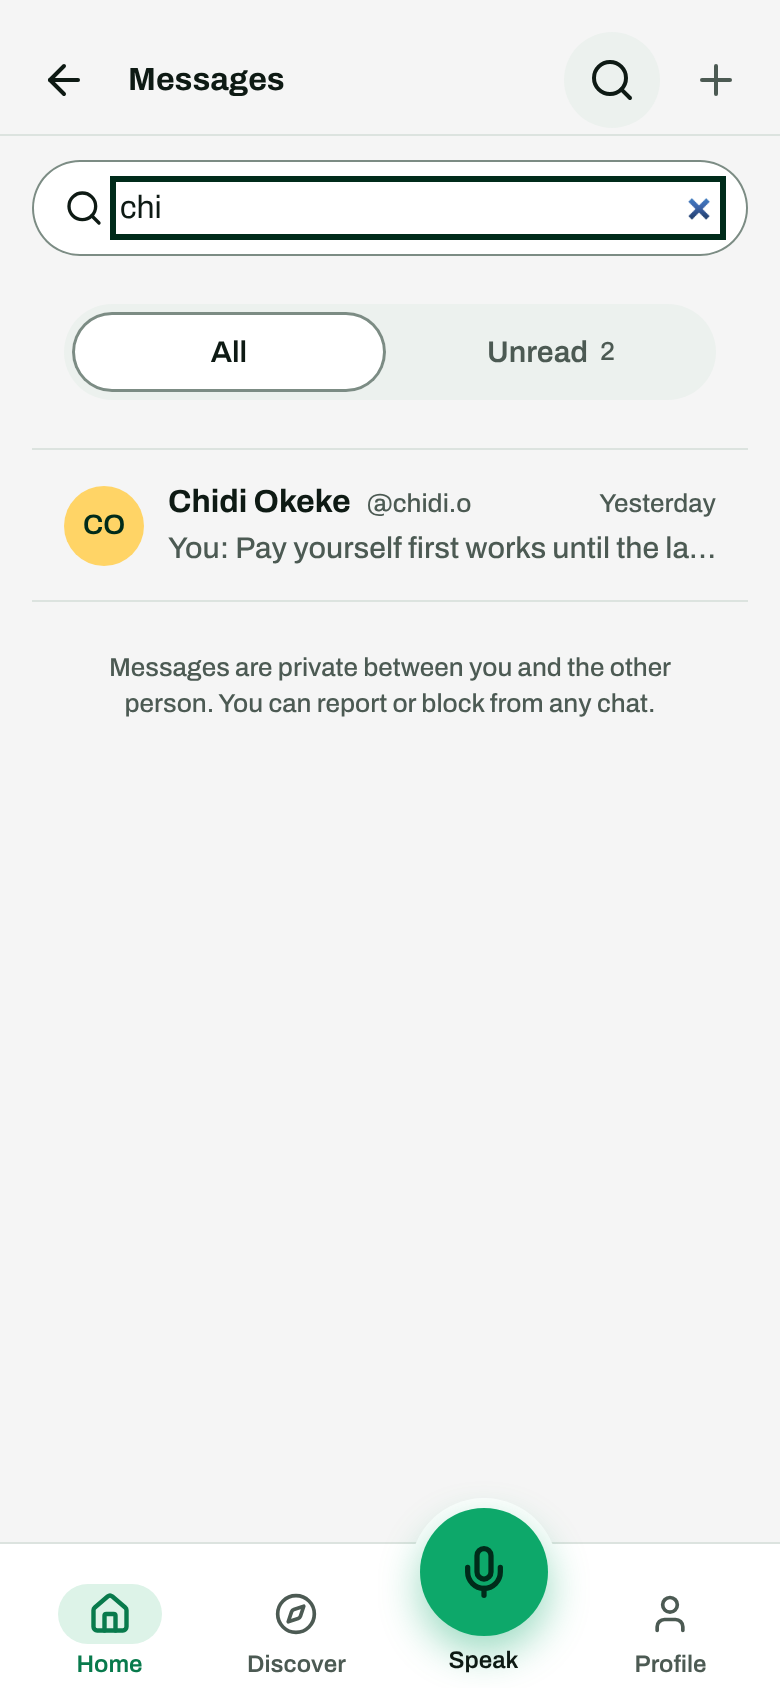 Messages
chi
All
Unread 2
CO
Chidi Okeke @chidi.o Yesterday
You: Pay yourself first works until the la...
Messages are private between you and the other
person. You can report or block from any chat.
Home
Discover
Speak
Profile